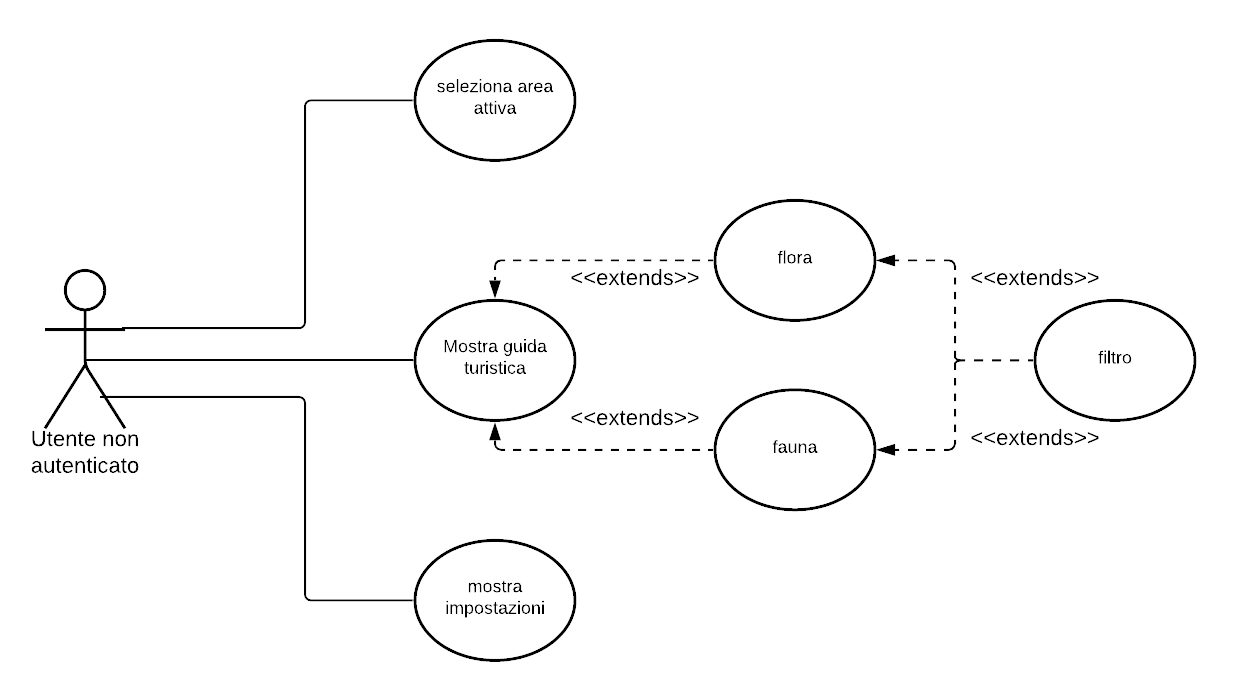 seleziona area
attiva
flora
<<extends>>
<<extends>>
Mostra guida
turistica
filtro
<<extends>>
<<extends>>
fauna
Utente non
autenticato
mostra
impostazioni